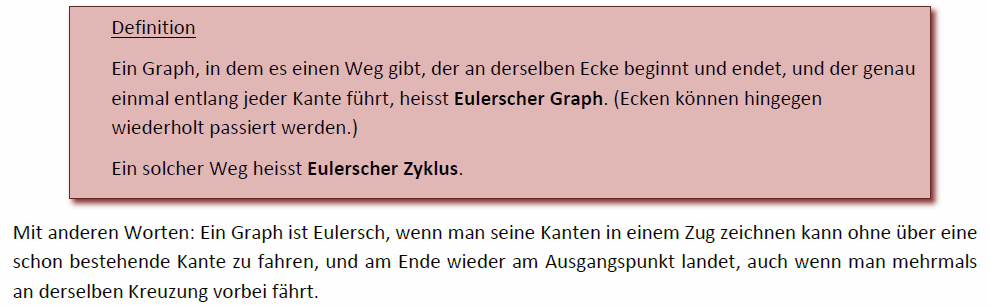 Definition
Ein Graph, in dem es einen Weg gibt, der an derselben Ecke beginnt und endet, und der genau
einmal entlang jeder Kante führt, heisst Eulerscher Graph. (Ecken können hingegen
wiederholt passiert werden.)
Ein solcher Weg heisst Eulerscher Zyklus.
Mit anderen Worten: Ein Graph ist Eulersch, wenn man seine Kanten in einem Zug zeichnen kann ohne über eine
schon bestehende Kante zu fahren, und am Ende wieder am Ausgangspunkt landet, auch wenn man mehrmals
an derselben Kreuzung vorbei fährt.